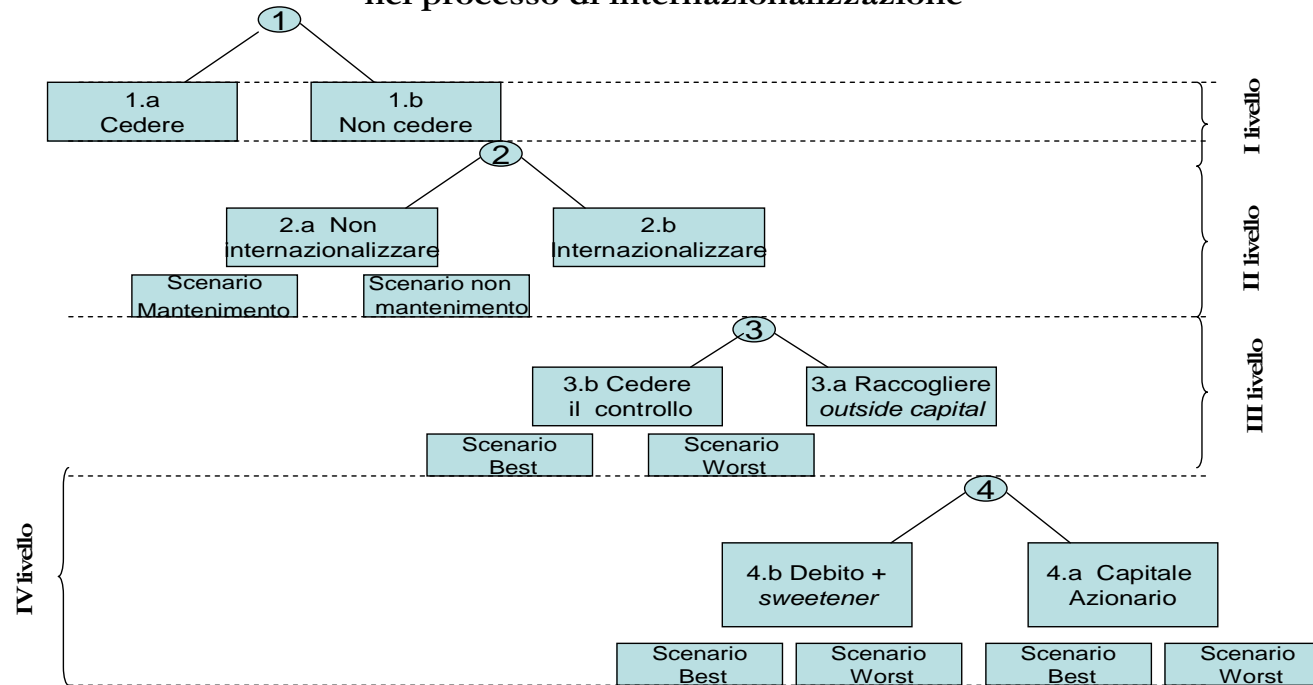 nel processo di internazionalizzazione
1
1.a
Cedere
1.b
Non cedere
I livello
2
2.a Non
internazionalizzare
2.b
Internazionalizzare
II livello
Scenario
Mantenimento
Scenario non
mantenimento
3
3.b Cedere
il controllo
3.a Raccogliere
outside capital
III livello
Scenario
Best
Scenario
Worst
4
IV livello
4.b Debito +
sweetener
4.a Capitale
Azionario
Scenario
Best
Scenario
Worst
Scenario
Best
Scenario
Worst